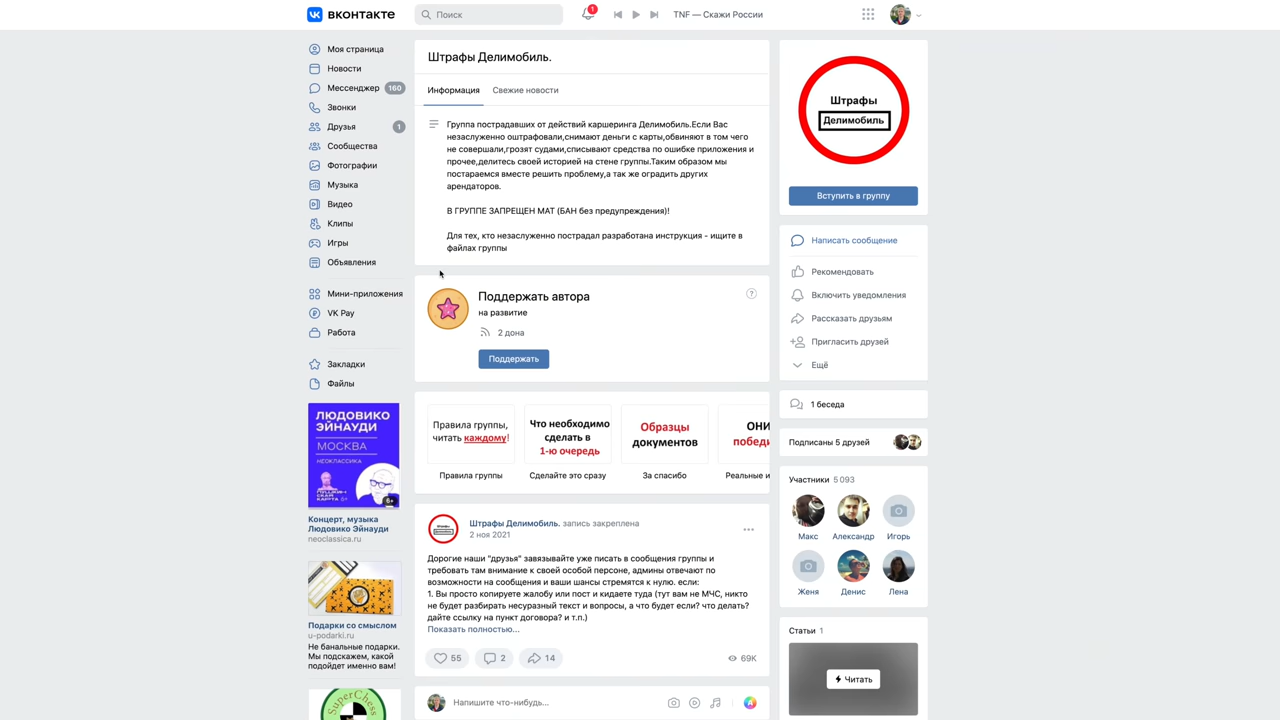 вконтакте
Поиск
1
TNF — Скажи России
Моя страница
Новости
Мессенджер 160
Звонки
Друзья 1
Сообщества
Фотографии
Музыка
Видео
Клипы
Игры
Объявления
Мини-приложения
VK Pay
Работа
Закладки
Файлы
ЛЮДОВИКО
ЭЙНАУДИ
МОСКВА
НЕОКЛАССИКА
6+
Концерт, музыка
Людовико Эйнауди
neoclassica.ru
Подарки со смыслом
u-podarki.ru
Не банальные подарки.
Мы подскажем, какой
подойдет именно вам!
SuperChess
Штрафы Делимобиль.
Информация
Свежие новости
Группа пострадавших от действий каршеринга Делимобиль.Если Вас
незаслуженно оштрафовали,снимают деньги с карты,обвиняют в том чего
не совершали,грозят судами,списывают средства по ошибке приложения и
прочее,делитесь своей историей на стене группы.Таким образом мы
постараемся вместе решить проблему,а так же оградить других
арендаторов.
В ГРУППЕ ЗАПРЕЩЕН МАТ (БАН без предупреждения)!
Для тех, кто незаслуженно пострадал разработана инструкция - ищите в
файлах группы
Поддержать автора
?
на развитие
2 дона
Поддержать
Правила группы,
читать каждому!
Правила группы
Что необходимо
сделать в
1-ю очередь
Сделайте это сразу
Образцы
документов
За спасибо
ОНИ
победи
Реальные и
Штрафы Делимобиль. запись закреплена
2 ноя 2021
Дорогие наши "друзья" завязывайте уже писать в сообщения группы и
требовать там внимание к своей особой персоне, админы отвечают по
возможности на сообщения и ваши шансы стремятся к нулю. если:
1. Вы просто копируете жалобу или пост и кидаете туда (тут вам не МЧС, никто
не будет разбирать несуразный текст и вопросы, а что будет если? что делать?
дайте ссылку на пункт договора? и т.п.)
Показать полностью...
55
2
14
69K
Напишите что-нибудь...
Штрафы
Делимобиль
Вступить в группу
Написать сообщение
Рекомендовать
Включить уведомления
Рассказать друзьям
Пригласить друзей
Ещё
1 беседа
Подписаны 5 друзей
Участники 5 093
Макс
Александр
Игорь
Женя
Денис
Лена
Статьи 1
Читать